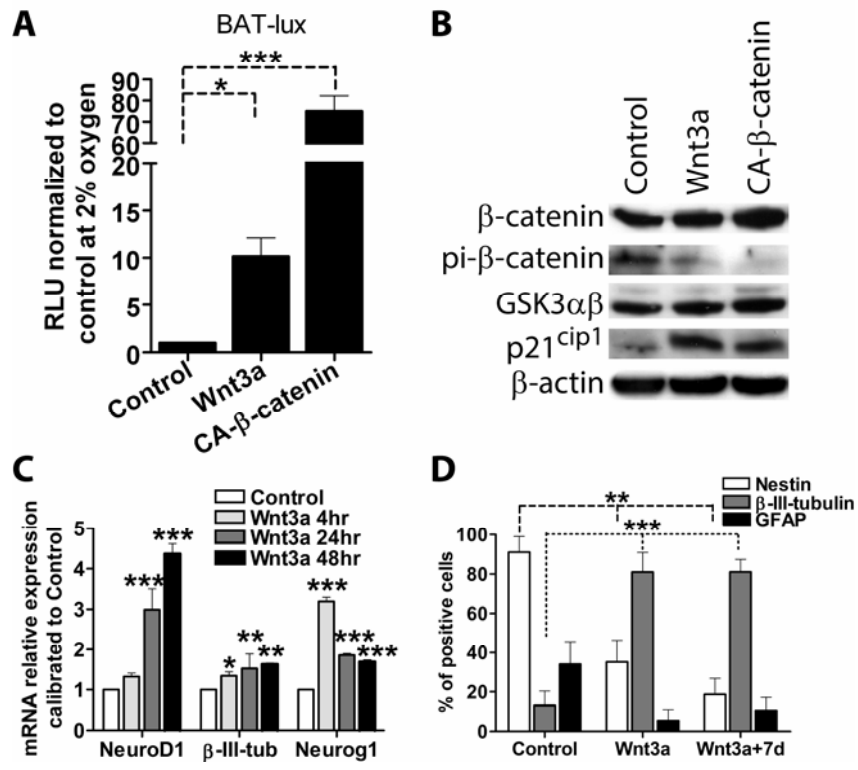 A
BAT-lux
***
*
RLU normalized to
control at 2% oxygen
90
80
70
60
20
15
10
5
0
Control
Wnt3a
CA-β-catenin
B
Control
Wnt3a
CA-β-catenin
β-catenin
pi-β-catenin
GSK3αβ
p21cip1
β-actin
C
Control
Wnt3a 4hr
Wnt3a 24hr
Wnt3a 48hr
mRNA relative expression
calibrated to Control
5
4
3
2
1
0
***
***
*
**
**
***
***
***
NeuroD1
β-III-tub
Neurog1
D
Nestin
β-III-tubulin
GFAP
**
***
% of positive cells
100
80
60
40
20
0
Control
Wnt3a
Wnt3a+7d